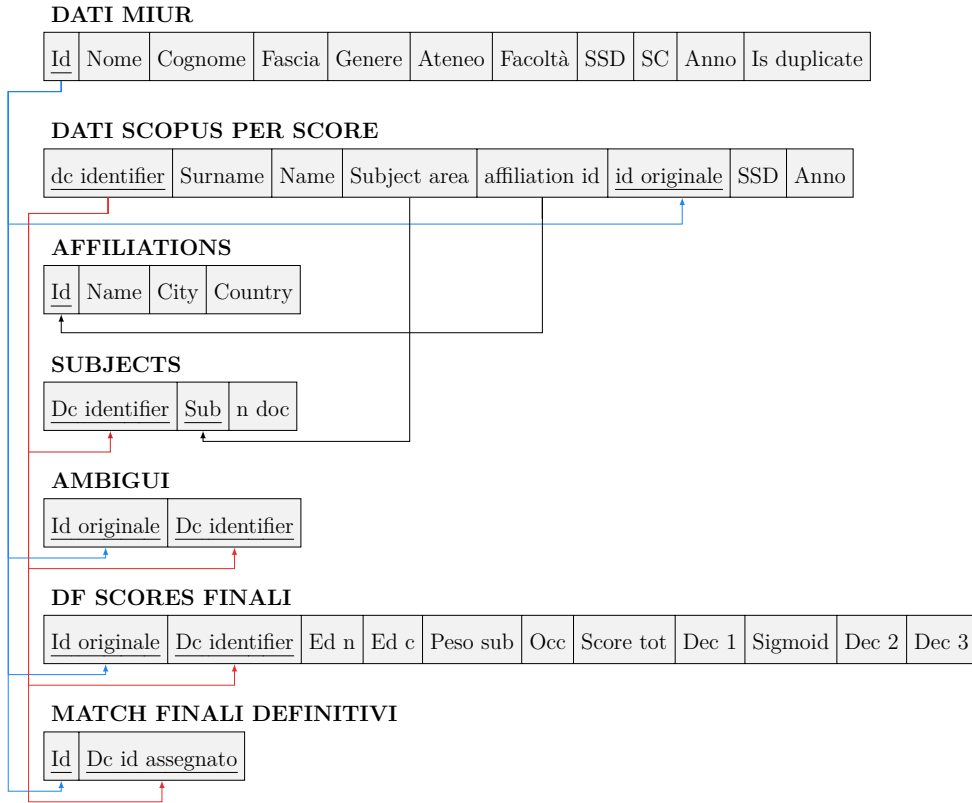 DATI MIUR
Id Nome Cognome Fascia Genere Ateneo Facoltà SSD SC Anno Is duplicate
DATI SCOPUS PER SCORE
dc identifier Surname Name Subject area affiliation id id originale SSD Anno
AFFILIATIONS
Id Name City Country
SUBJECTS
Dc identifier Sub n doc
AMBIGUI
Id originale Dc identifier
DF SCORES FINALI
Id originale Dc identifier Ed n Ed c Peso sub Occ Score tot Dec 1 Sigmoid Dec 2 Dec 3
MATCH FINALI DEFINITIVI
Id Dc id assegnato